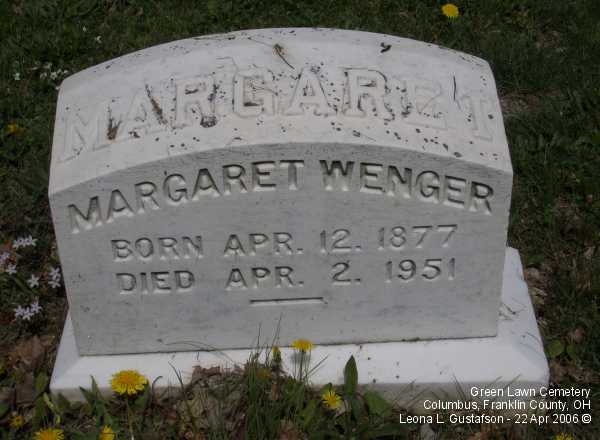 MARGARET
MARGARET WENGER
BORN APR. 12. 1877
DIED APR. 2. 1951
Green Lawn Cemetery
Columbus, Franklin County, OH
Leona L. Gustafson - 22 Apr 2006 ©